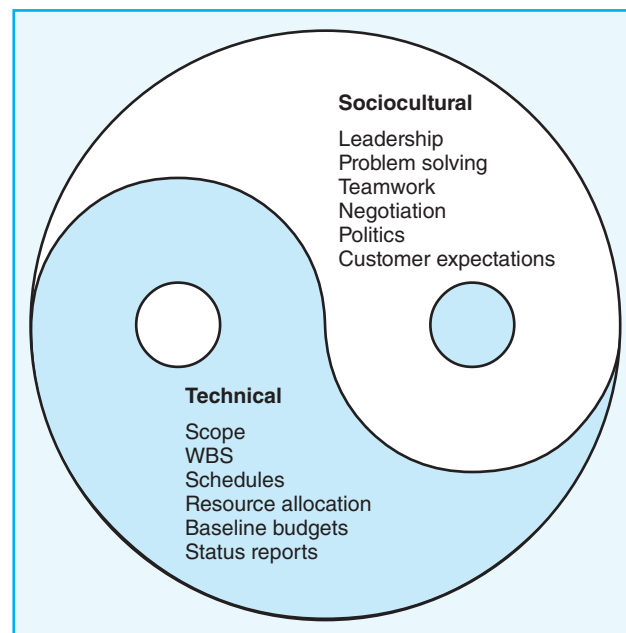 Sociocultural
Leadership
Problem solving
Teamwork
Negotiation
Politics
Customer expectations
Technical
Scope
WBS
Schedules
Resource allocation
Baseline budgets
Status reports